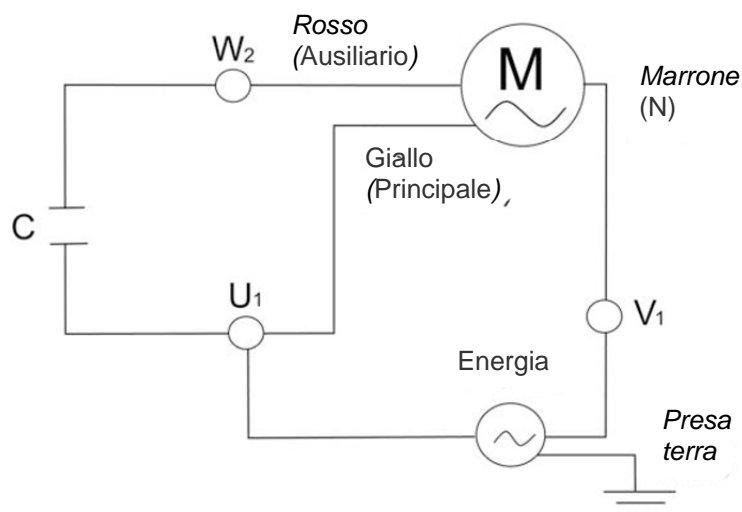 Rosso
(Ausiliario)
W2
M
Marrone
(N)
Giallo
(Principale),
C
U1
V1
Energia
Presa
terra